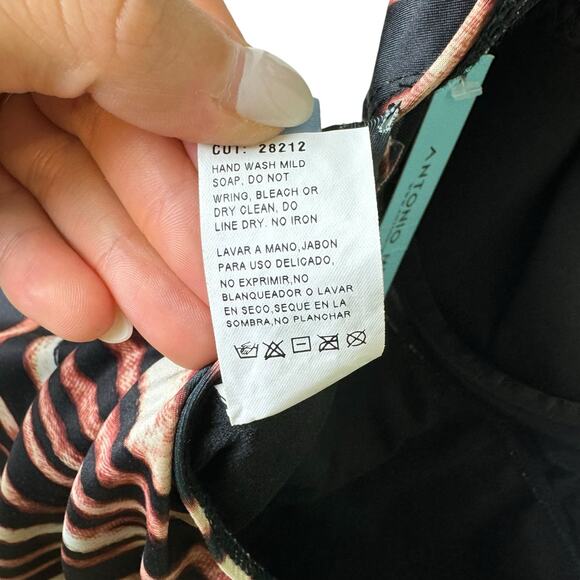 CUT: 28212
HAND WASH MILD
SOAP, DO NOT
WRING, BLEACH OR
DRY CLEAN, DO
LINE DRY. NO IRON
LAVAR A MANO,JABON
PARA USO DELICADO,
NO EXPRIMIR,NO
BLANQUEADOR O LAVAR
EN SECO,SEQUE EN LA
SOMBRA,NO PLANCHAR
ANTONIO